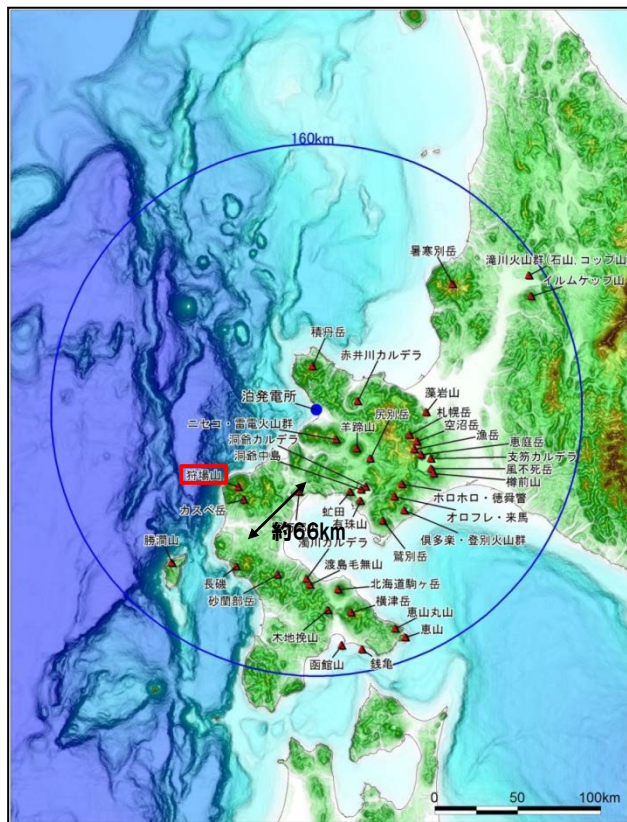 160km
暑寒別岳
滝川火山群(石山，コップ山
イルムケップ山
積丹岳
赤井川カルデラ
泊発電所
尻別岳
藻岩山
札幌岳
空沼岳
漁岳
恵庭岳
支笏カルデラ
風不死岳
樽前山
ニセコ・雷電火山群
羊蹄山
洞爺カルデラ
洞爺中島
狩場山
カスベ岳
虻田
有珠山
ホロホロ・徳舜瞥
オロフレ・来馬
倶多楽・登別火山群
鷲別岳
約66km
濁川カルデラ
勝澗山
渡島毛無山
長磯
砂蘭部岳
北海道駒ヶ岳
横津岳
恵山丸山
恵山
木地挽山
函館山
銭亀
0 50 100km